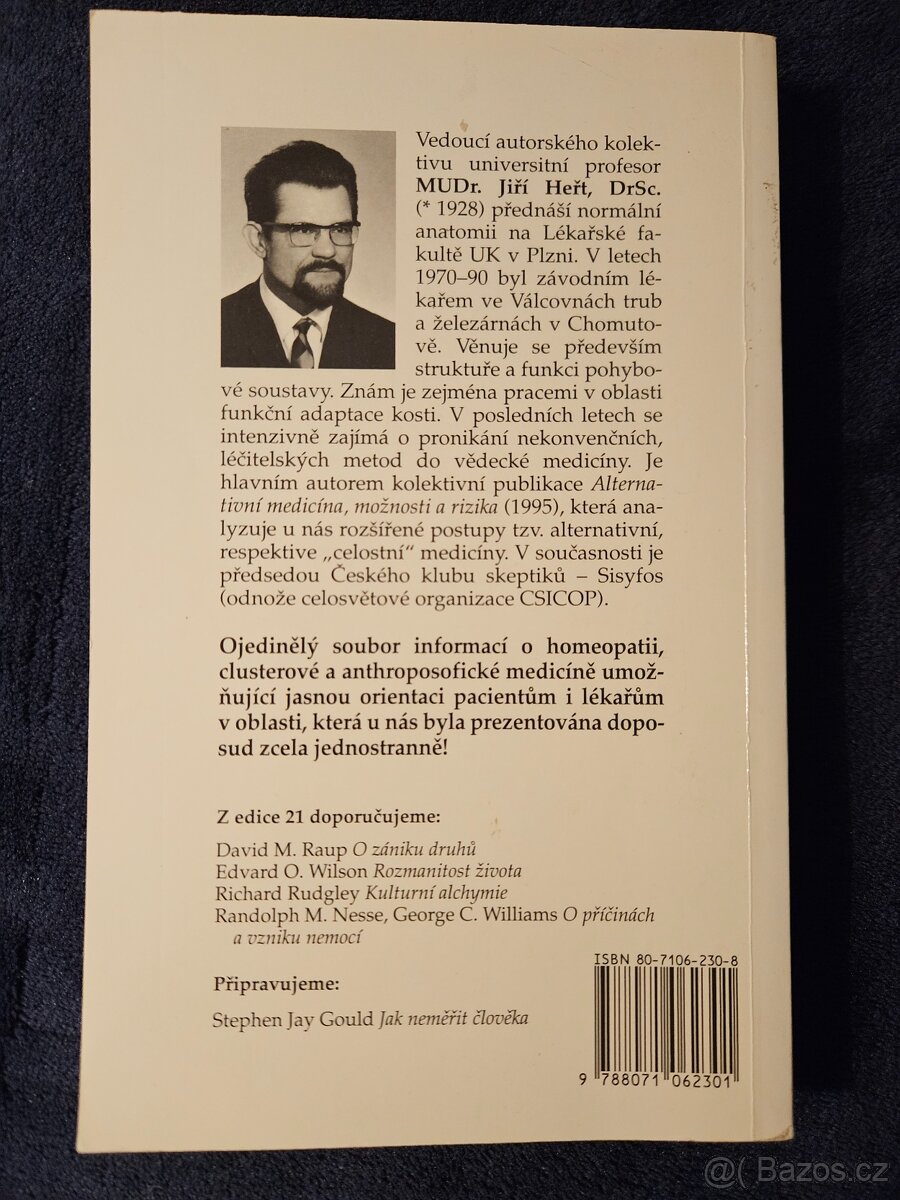 Vedoucí autorského kolek-
tivu universitní profesor
MUDr. Jiří Heřt, DrSc.
(* 1928) přednáší normální
anatomii na Lékařské fa-
kultě UK v Plzni. V letech
1970–90 byl závodním lé-
kařem ve Válcovnách trub
a železárnách v Chomuto-
vě. Věnuje se především
struktuře a funkci pohybo-
vé soustavy. Znám je zejména pracemi v oblasti
funkční adaptace kosti. V posledních letech se
intenzivně zajímá o pronikání nekonvenčních,
léčitelských metod do vědecké medicíny. Je
hlavním autorem kolektivní publikace Alterna-
tivní medicína, možnosti a rizika (1995), která ana-
lyzuje u nás rozšířené postupy tzv. alternativní,
respektive „celostní“ medicíny. V současnosti je
předsedou Českého klubu skeptiků – Sisyfos
(odnože celosvětové organizace CSICOP).
Ojedinělý soubor informací o homeopatii,
clusterové a anthroposofické medicíně umož-
ňující jasnou orientaci pacientům i lékařům
v oblasti, která u nás byla prezentována dopo-
sud zcela jednostranně!
Z edice 21 doporučujeme:
David M. Raup O zániku druhů
Edvard O. Wilson Rozmanitost života
Richard Rudgley Kulturní alchymie
Randolph M. Nesse, George C. Williams O příčinách
a vzniku nemocí
Připravujeme:
Stephen Jay Gould Jak neměřit člověka
ISBN 80-7106-230-8
9 788071 062301
@( Bazos.cz